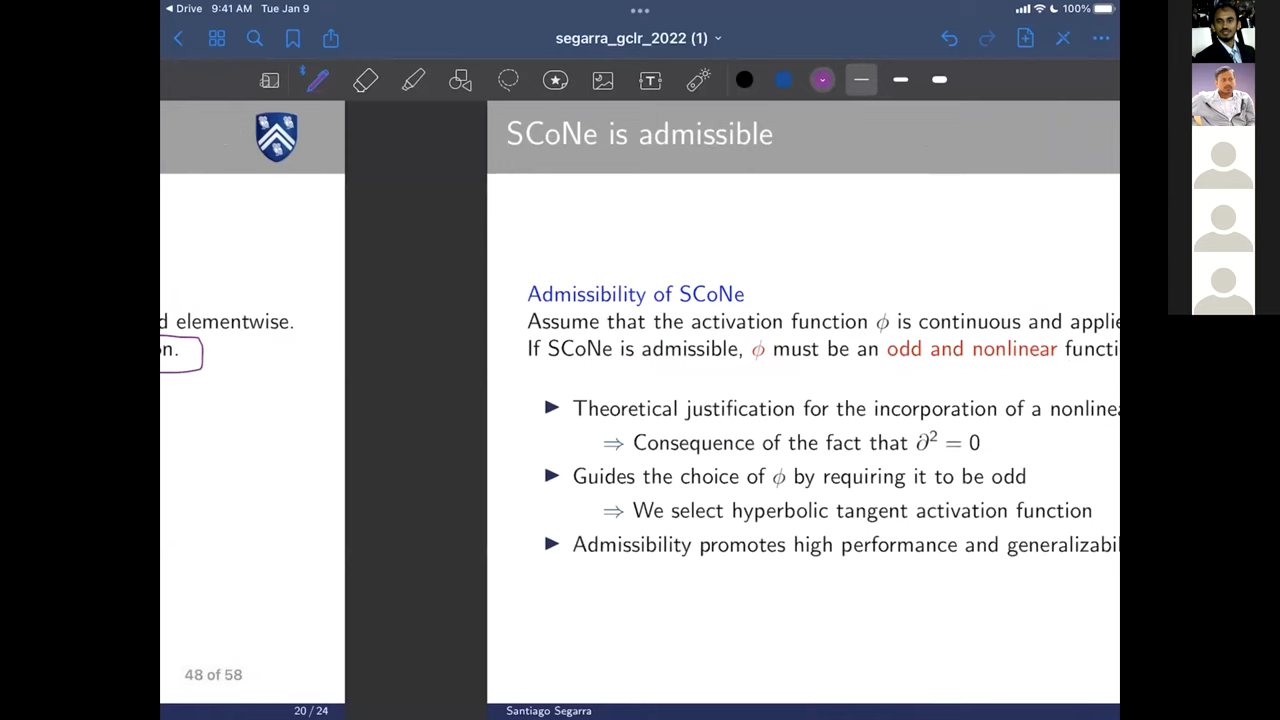 Drive 9:41 AM Tue Jan 9
100%
segarra_gclr_2022 (1)
T
SCoNe is admissible
d elementwise.
on.
Admissibility of SCoNe
Assume that the activation function ϕ is continuous and applie
If SCoNe is admissible, ϕ must be an odd and nonlinear functi
Theoretical justification for the incorporation of a nonlinea
⇒ Consequence of the fact that ∂² = 0
Guides the choice of ϕ by requiring it to be odd
⇒ We select hyperbolic tangent activation function
Admissibility promotes high performance and generalizabil
48 of 58
20 / 24
Santiago Segarra